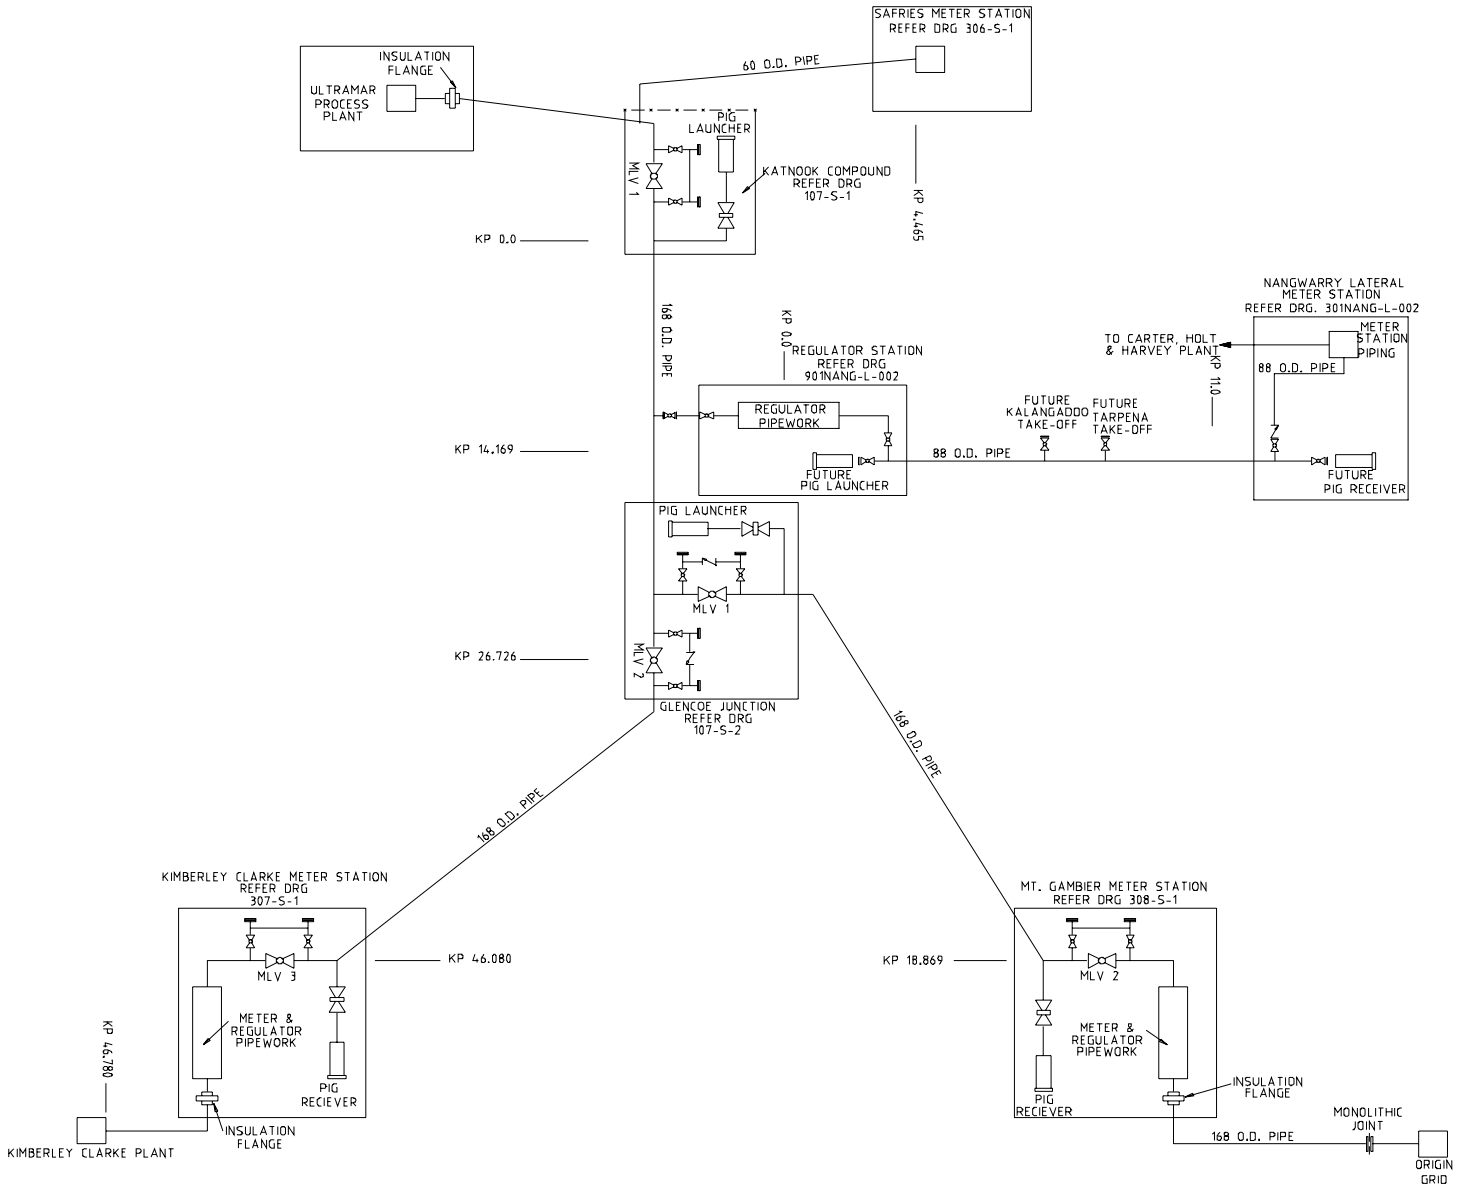 SAFRIES METER STATION
REFER DRG 306-S-1
60 O.D. PIPE
INSULATION
FLANGE
ULTRAMAR
PROCESS
PLANT
PIG
LAUNCHER
MLV 1
KATNOOK COMPOUND
REFER DRG
107-S-1
KP 4.465
KP 0.0
168 O.D. PIPE
KP 0.0
REGULATOR STATION
REFER DRG
901NANG-L-002
REGULATOR
PIPEWORK
FUTURE
PIG LAUNCHER
88 O.D. PIPE
FUTURE
KALANGADDO
TAKE-OFF
FUTURE
TARPENA
TAKE-OFF
NANGWARRY LATERAL
METER STATION
REFER DRG. 301NANG-L-002
TO CARTER, HOLT
& HARVEY PLANT
KP 11.0
METER
STATION
PIPING
88 O.D. PIPE
FUTURE
PIG RECEIVER
KP 14.169
PIG LAUNCHER
MLV 1
MLV 2
KP 26.726
GLENCOE JUNCTION
REFER DRG
107-S-2
168 O.D. PIPE
168 O.D. PIPE
KIMBERLEY CLARKE METER STATION
REFER DRG
307-S-1
MLV 3
KP 46.080
METER &
REGULATOR
PIPEWORK
PIG
RECIEVER
KP 46.780
INSULATION
FLANGE
KIMBERLEY CLARKE PLANT
MT. GAMBIER METER STATION
REFER DRG 308-S-1
KP 18.869
MLV 2
METER &
REGULATOR
PIPEWORK
PIG
RECIEVER
INSULATION
FLANGE
168 O.D. PIPE
MONOLITHIC
JOINT
ORIGIN
GRID